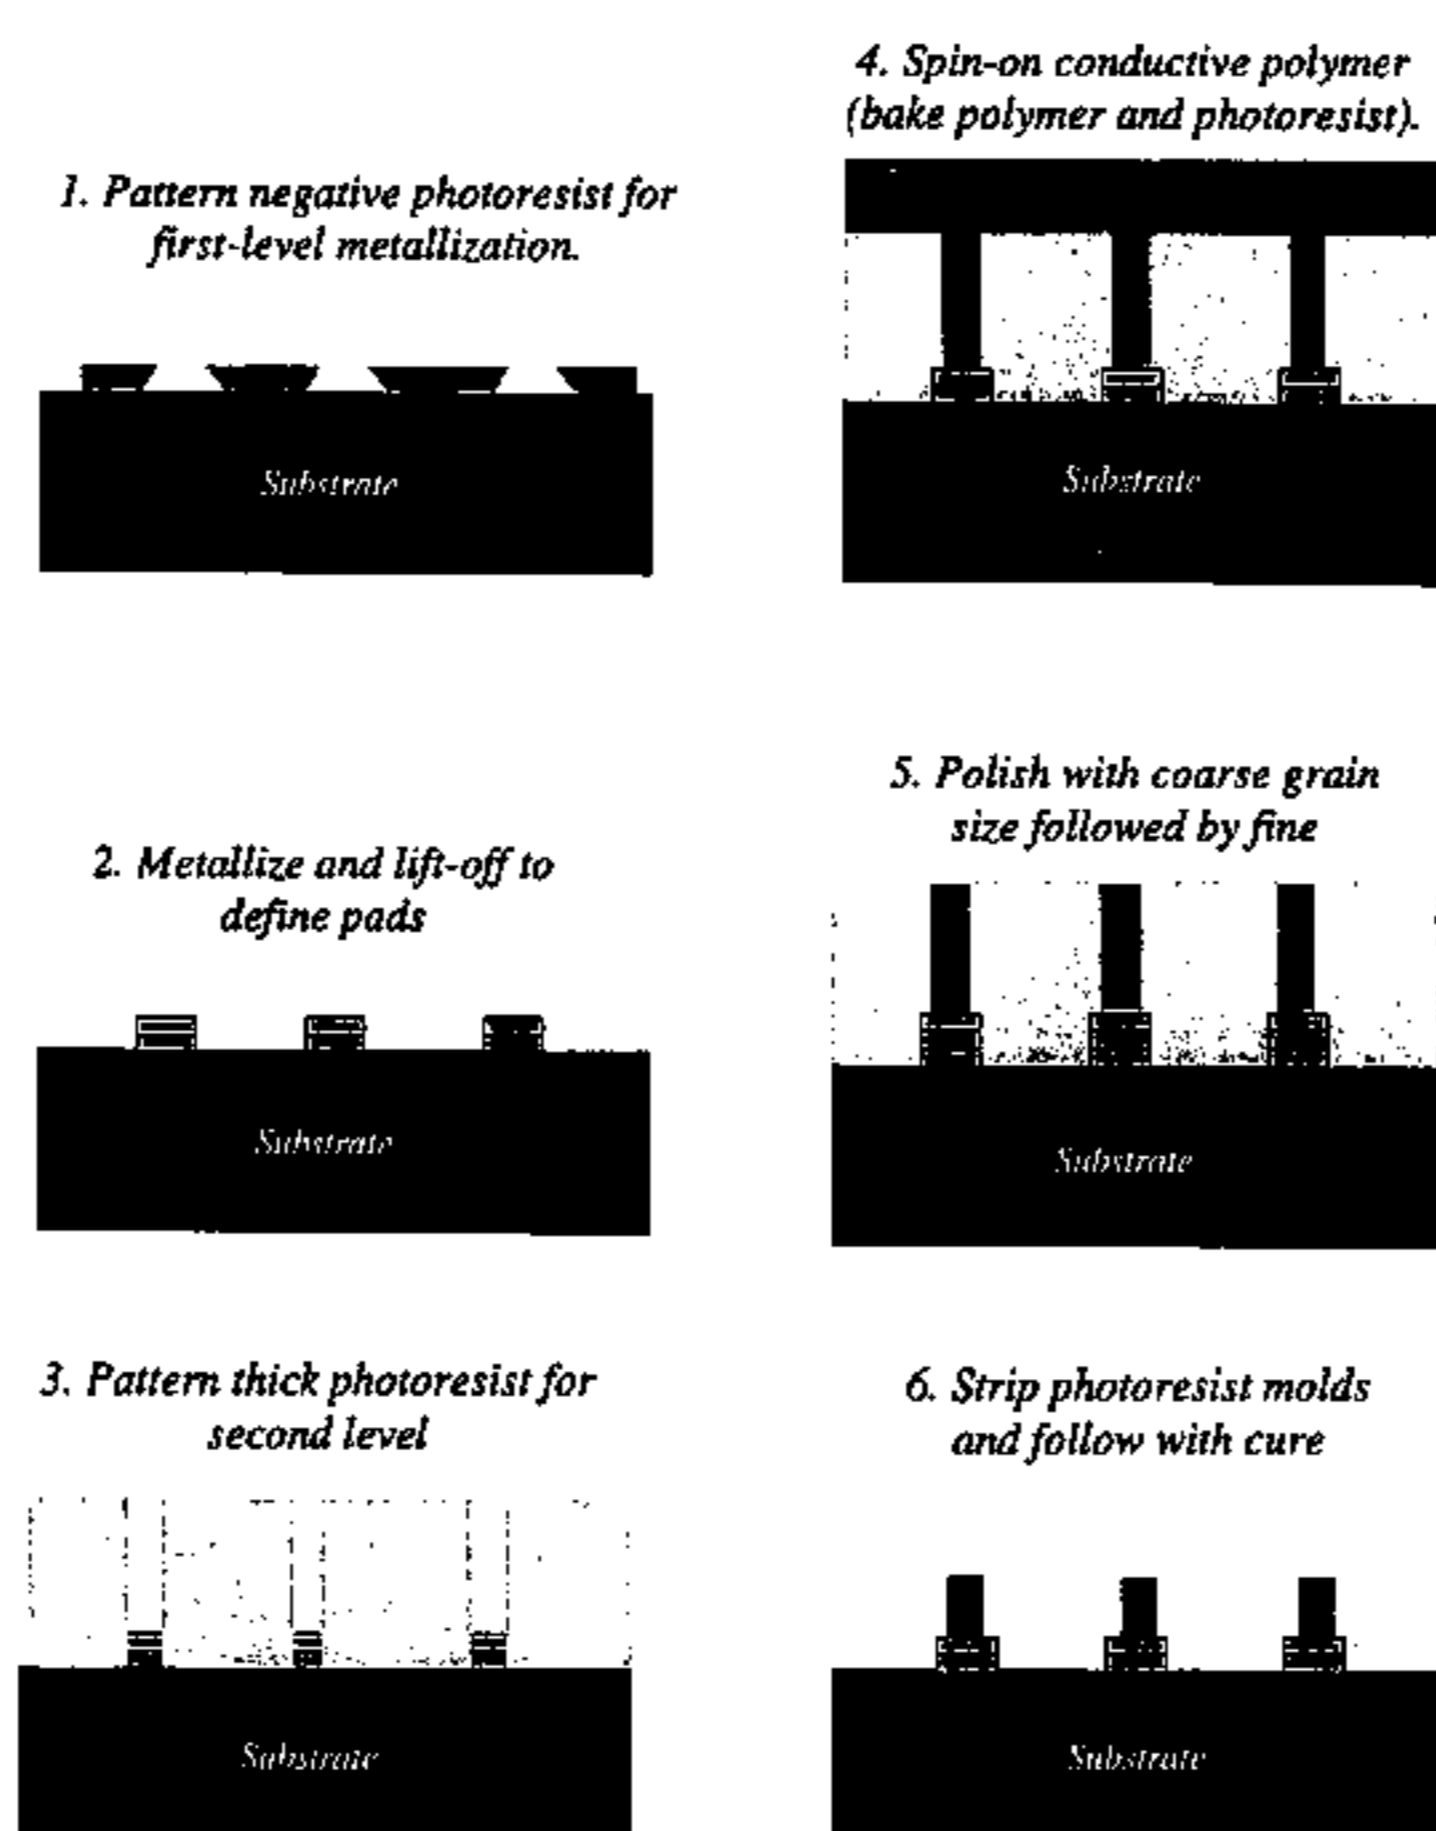 1. Pattern negative photoresist for
first-level metallization.
Substrate
2. Metallize and lift-off to
define pads
Substrate
3. Pattern thick photoresist for
second level
Substrate
4. Spin-on conductive polymer
(bake polymer and photoresist).
Substrate
5. Polish with coarse grain
size followed by fine
Substrate
6. Strip photoresist molds
and follow with cure
Substrate